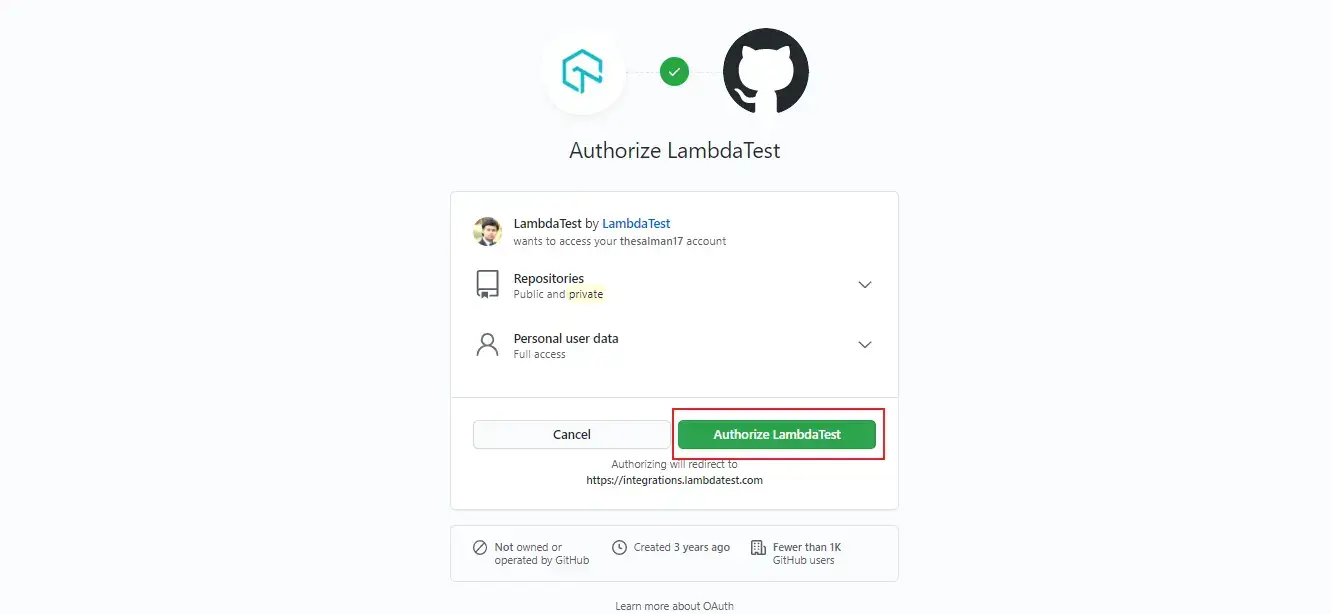 Authorize LambdaTest
LambdaTest by LambdaTest
wants to access your thesalman17 account
Repositories
Public and private
Personal user data
Full access
Cancel
Authorize LambdaTest
Authorizing will redirect to
https://integrations.lambdatest.com
Not owned or
operated by GitHub
Created 3 years ago
Fewer than 1K
GitHub users
Learn more about OAuth